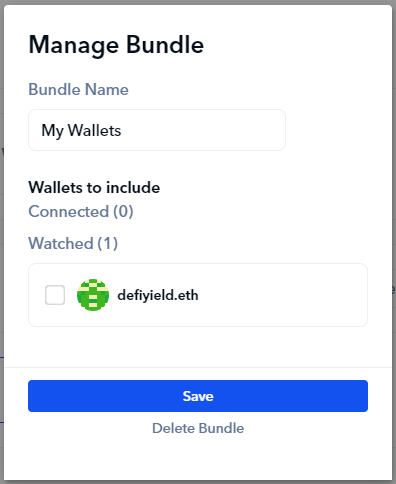 Manage Bundle
Bundle Name
My Wallets
Wallets to include
Connected (0)
Watched (1)
defiyield.eth
Save
Delete Bundle